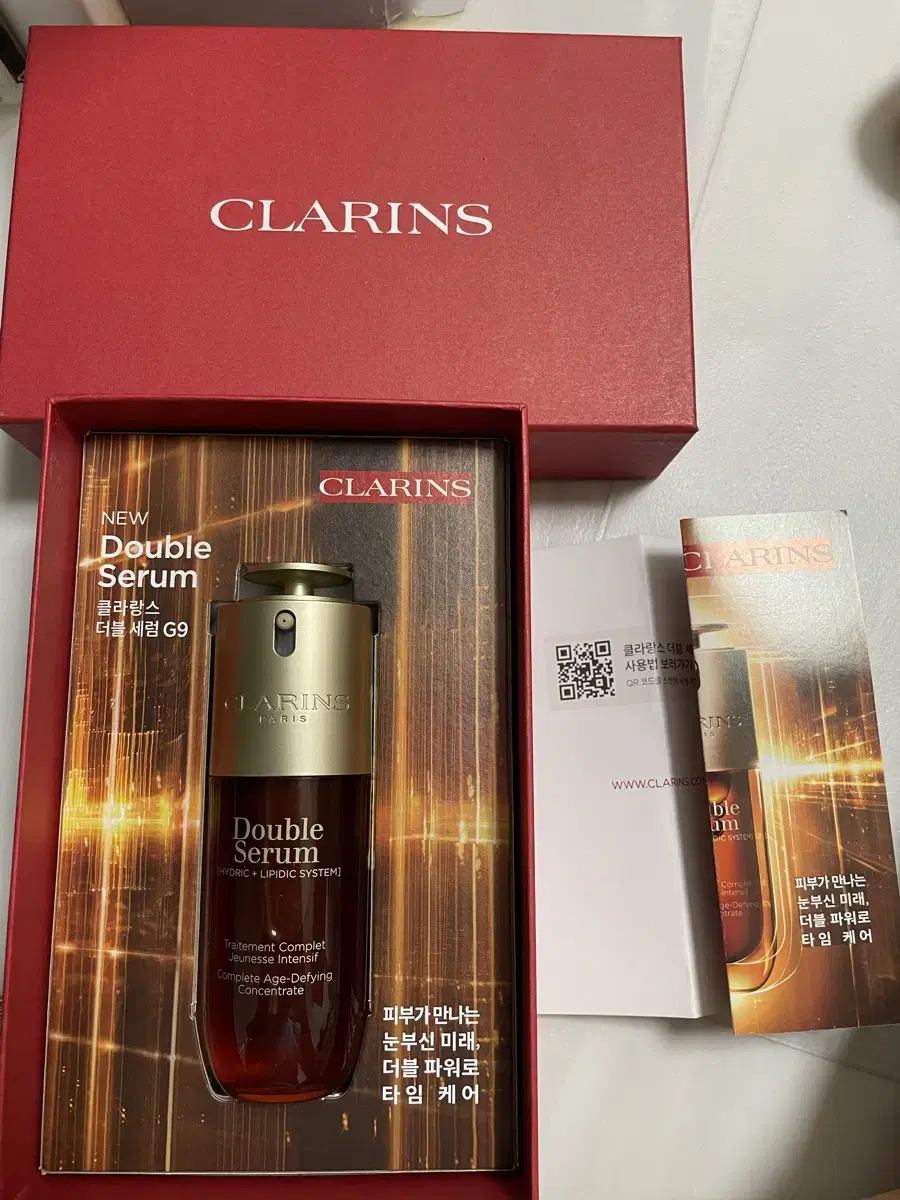 CLARINS
CLARINS
NEW
Double
Serum
클라랑스
더블 세럼 G9
CLARINS
PARIS
Double
Serum
[HYDRIC + LIPIDIC SYSTEM]
Traitement Complet
Jeunesse Intensif
Complete Age-Defying
Concentrate
피부가 만나는
눈부신 미래,
더블 파워로
타임 케어
클라랑스 더블
사용법 보러가기
QR 코드를
WWW.CLARINS.CO
CLARINS
피부가 만나는
눈부신 미래,
더블 파워로
타임 케어